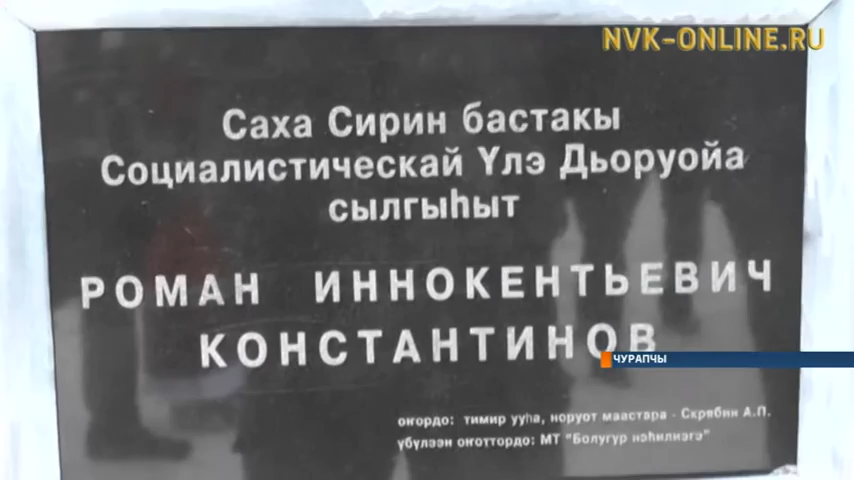 NVK-ONLINE.RU
Саха Сирин бастакы
Социалистическай Үлэ Дьоруойа
сылгыһыт
РОМАН ИННОКЕНТЬЕВИЧ
КОНСТАНТИНОВ
ЧУРАПЧЫ
оҥордо: тимир ууһа, норуот маастара - Скрябин А.П.
үбүлээн оҥоттордо: МТ "Болугур нэһилиэгэ"